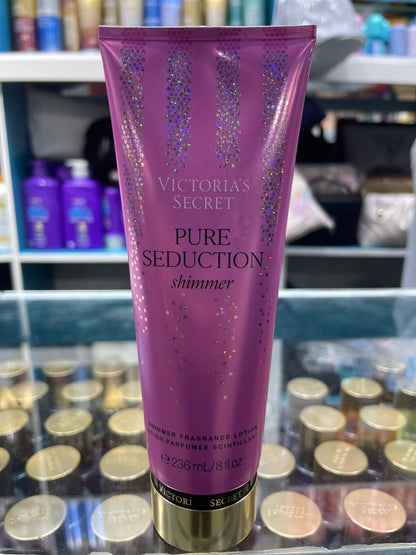 VICTORIA'S
SECRET
PURE
SEDUCTION
shimmer
SHIMMER FRAGRANCE LOTION
LOTION PARFUMÉE SCINTILLANTE
℮ 236 mL/8 fl oz
VICTORIA'S SECRET